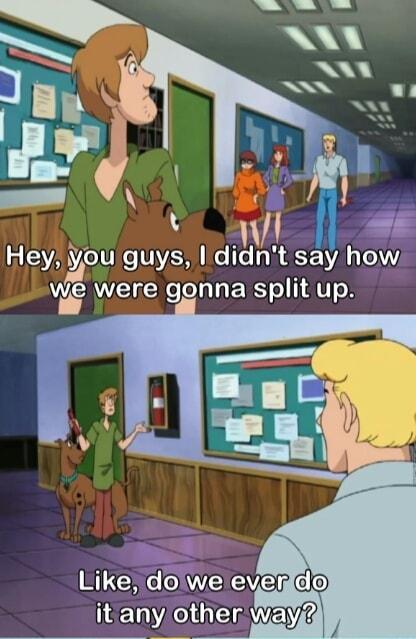 Hey, you guys, I didn't say how
we were gonna split up.
Like, do we ever do
it any other way?